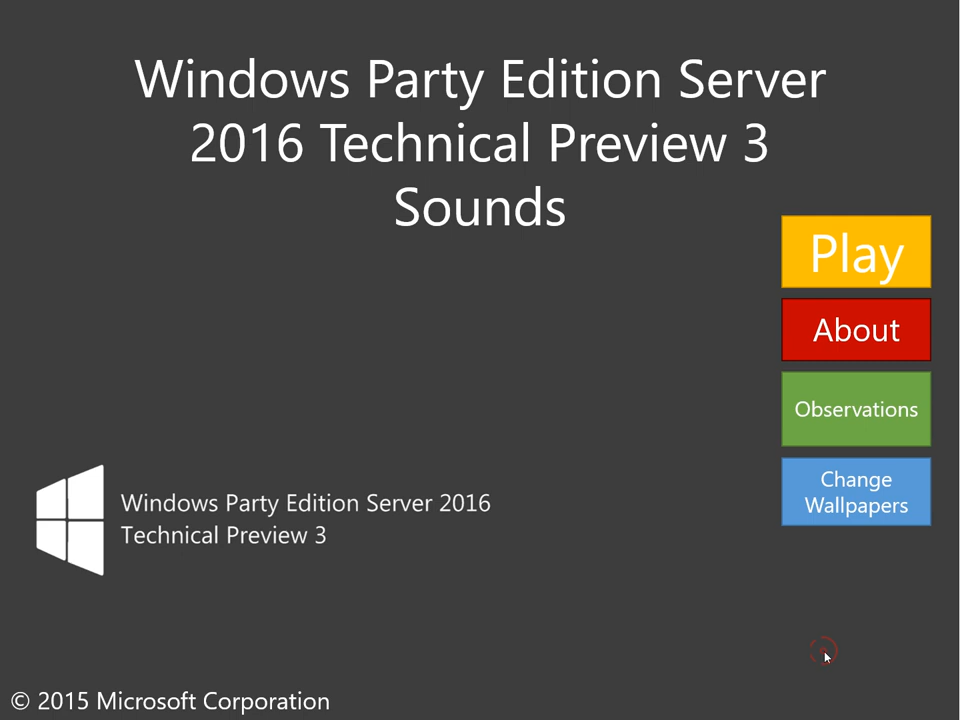 Windows Party Edition Server
2016 Technical Preview 3
Sounds
Play
About
Observations
Change
Wallpapers
Windows Party Edition Server 2016
Technical Preview 3
© 2015 Microsoft Corporation